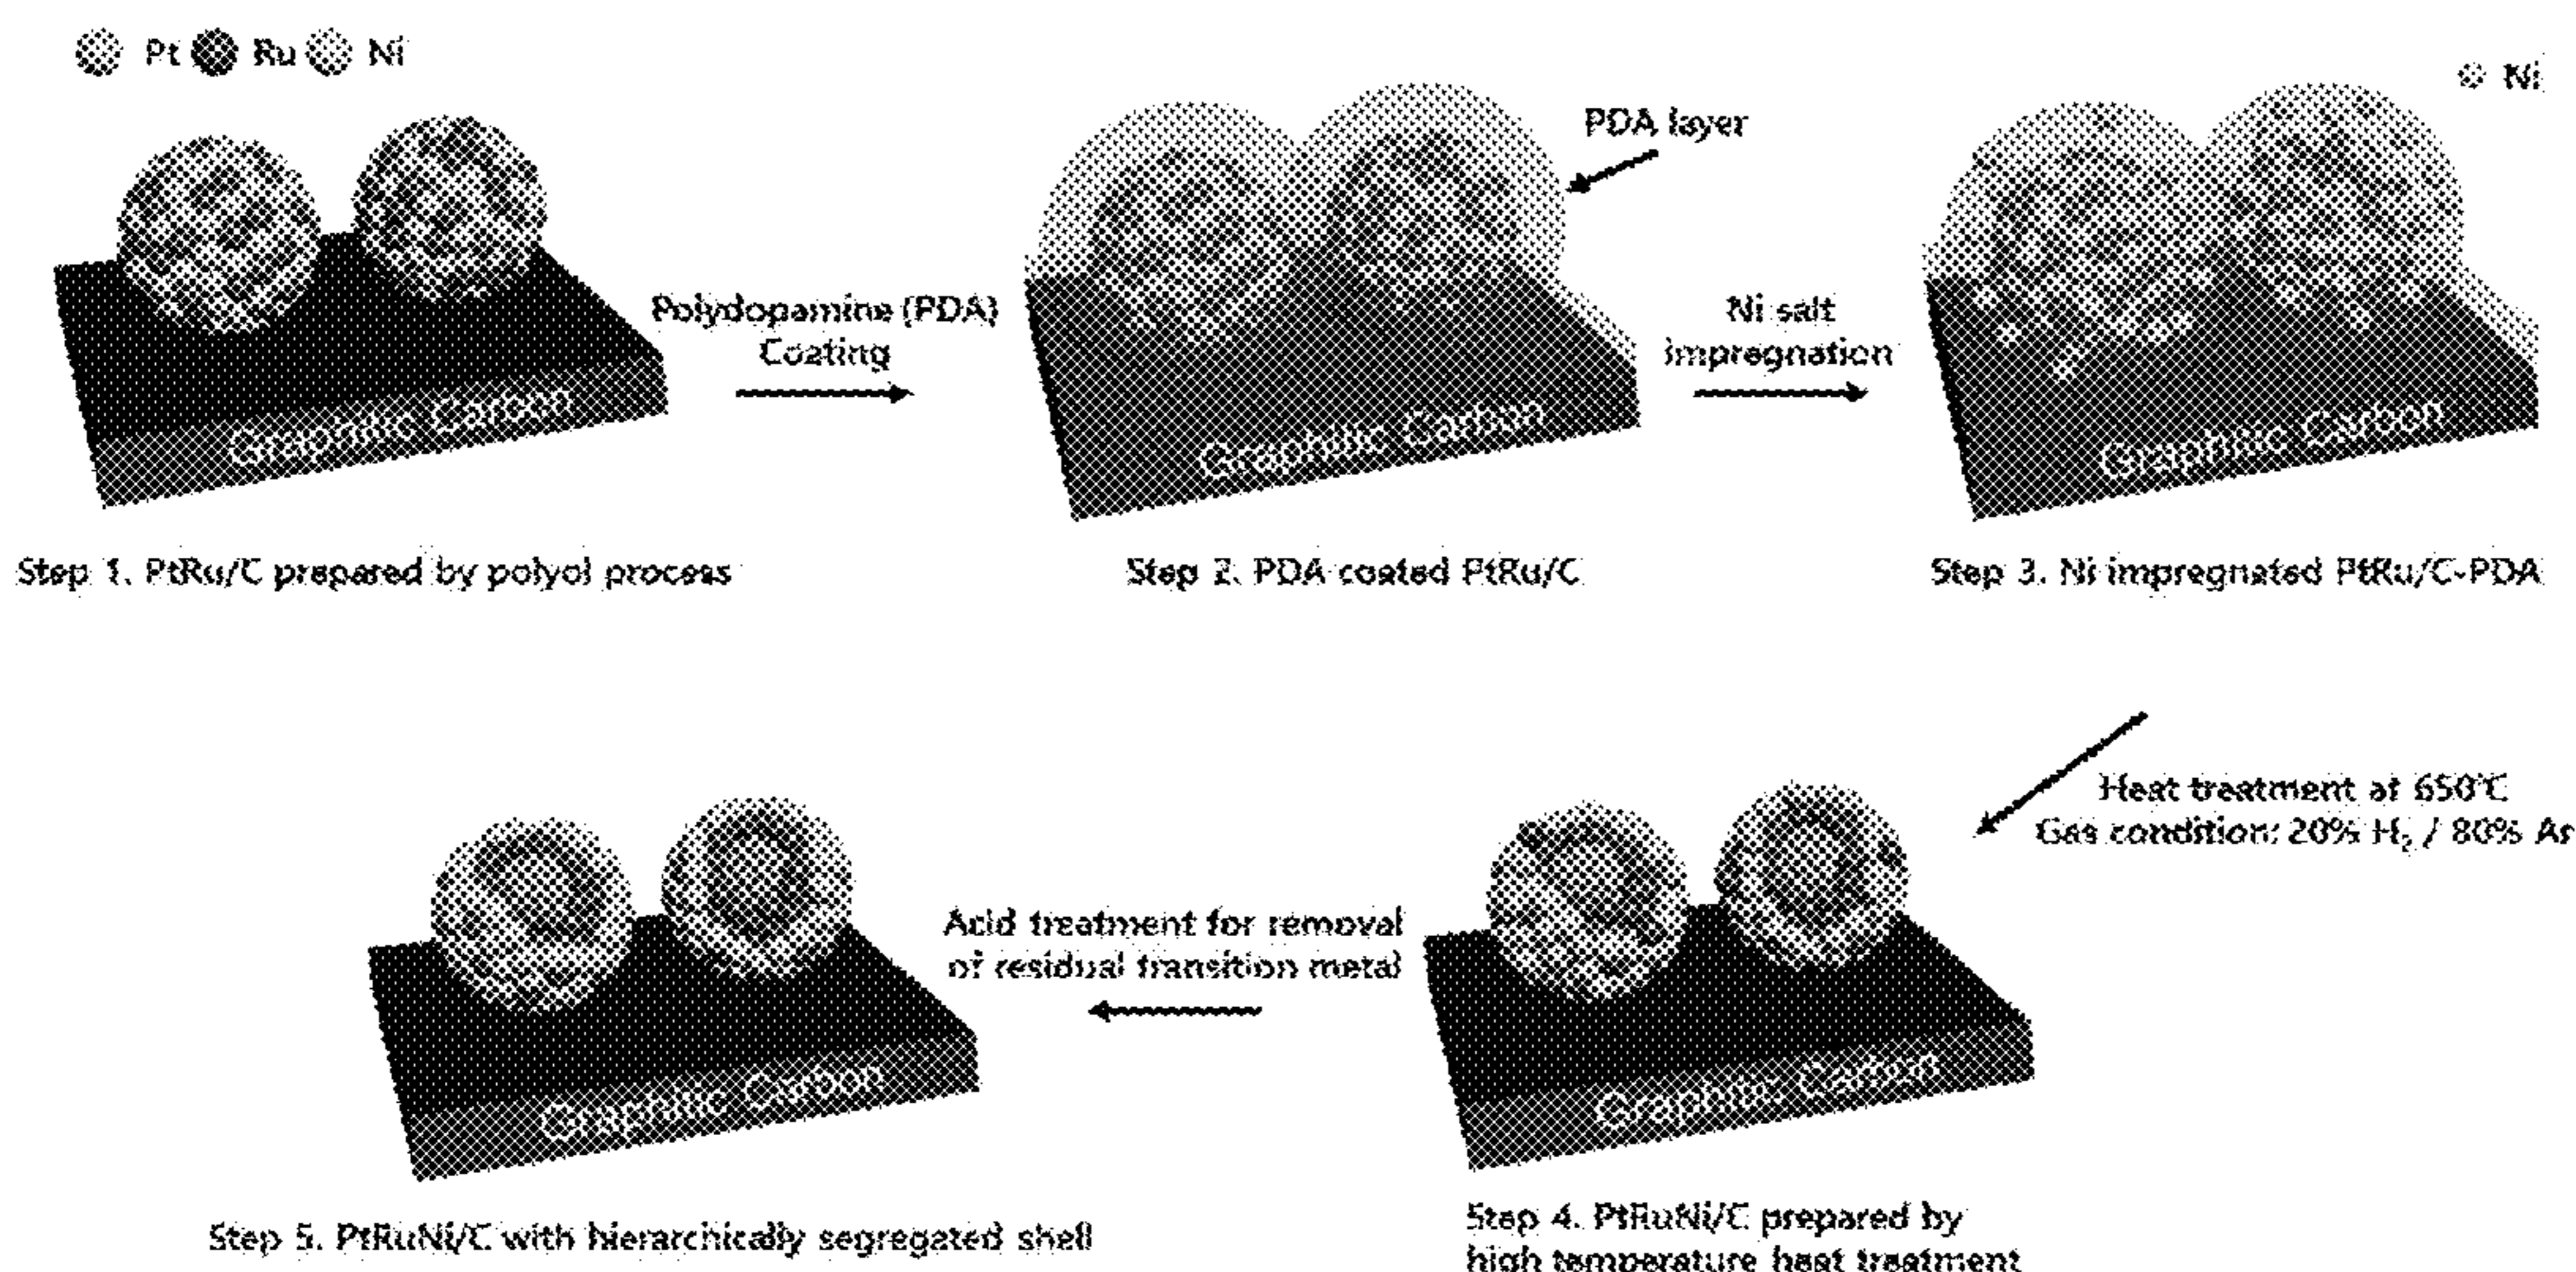 Pt Ru Ni
Ni
PDA layer
Polydopamine (PDA)
Coating
Ni salt
impregnation
Graphitic Carbon
Graphitic Carbon
Graphitic Carbon
Step 1. PtRu/C prepared by polyol process
Step 2. PDA coated PtRu/C
Step 3. Ni impregnated PtRu/C-PDA
Heat treatment at 650℃
Gas condition: 20% H₂ / 80% Ar
Acid treatment for removal
of residual transition metal
Graphitic Carbon
Graphitic Carbon
Step 5. PtRuNi/C with hierarchically segregated shell
Step 4. PtRuNi/C prepared by
high temperature heat treatment